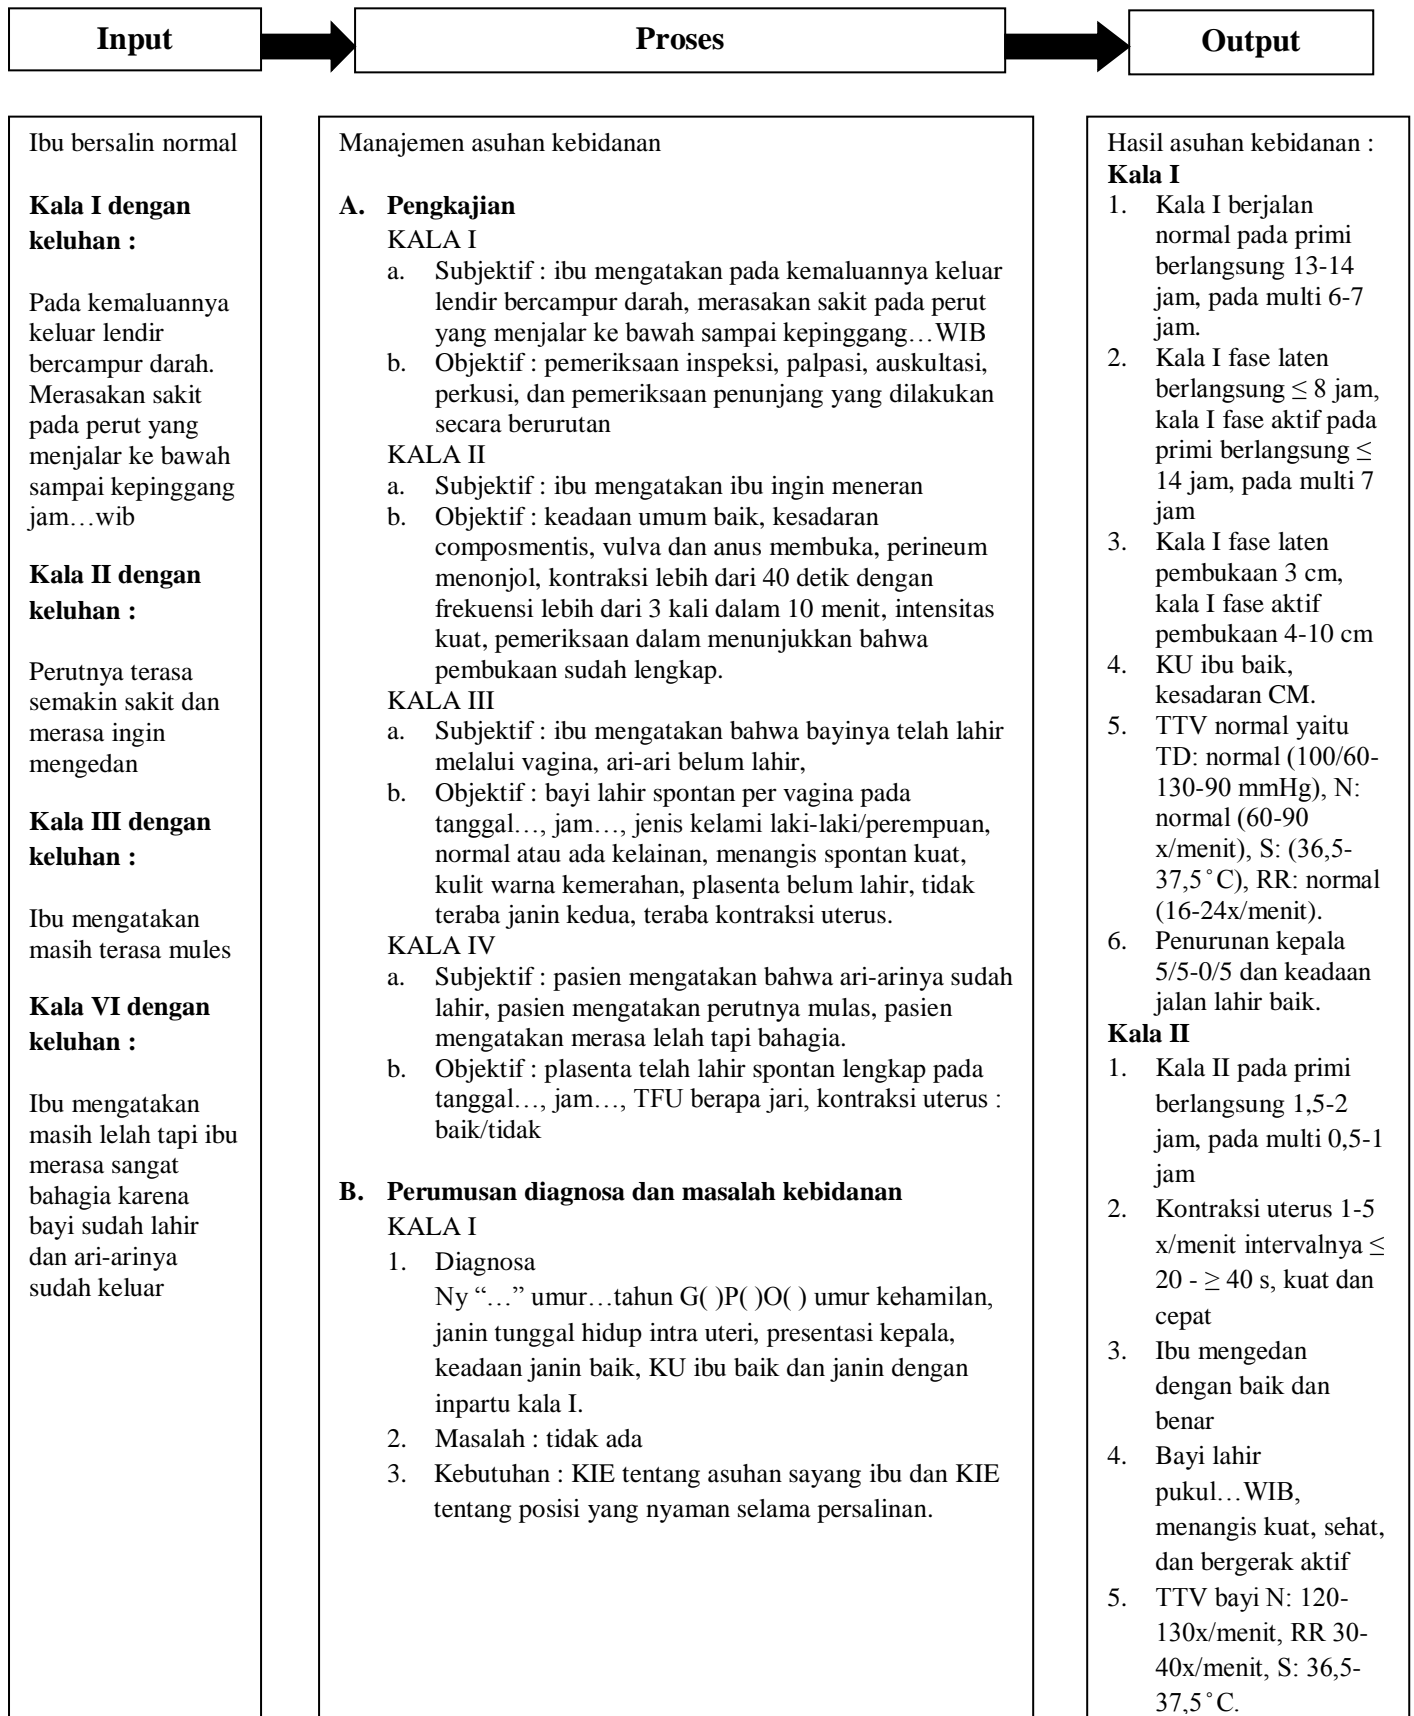 Input
Proses
Output
Ibu bersalin normal
Kala I dengan
keluhan :
Pada kemaluannya
keluar lendir
bercampur darah.
Merasakan sakit
pada perut yang
menjalar ke bawah
sampai kepinggang
jam…wib
Kala II dengan
keluhan :
Perutnya terasa
semakin sakit dan
merasa ingin
mengedan
Kala III dengan
keluhan :
Ibu mengatakan
masih terasa mules
Kala VI dengan
keluhan :
Ibu mengatakan
masih lelah tapi ibu
merasa sangat
bahagia karena
bayi sudah lahir
dan ari-arinya
sudah keluar
Manajemen asuhan kebidanan
A. Pengkajian
KALA I
a. Subjektif : ibu mengatakan pada kemaluannya keluar
lendir bercampur darah, merasakan sakit pada perut
yang menjalar ke bawah sampai kepinggang…WIB
b. Objektif : pemeriksaan inspeksi, palpasi, auskultasi,
perkusi, dan pemeriksaan penunjang yang dilakukan
secara berurutan
KALA II
a. Subjektif : ibu mengatakan ibu ingin meneran
b. Objektif : keadaan umum baik, kesadaran
composmentis, vulva dan anus membuka, perineum
menonjol, kontraksi lebih dari 40 detik dengan
frekuensi lebih dari 3 kali dalam 10 menit, intensitas
kuat, pemeriksaan dalam menunjukkan bahwa
pembukaan sudah lengkap.
KALA III
a. Subjektif : ibu mengatakan bahwa bayinya telah lahir
melalui vagina, ari-ari belum lahir,
b. Objektif : bayi lahir spontan per vagina pada
tanggal…, jam…, jenis kelami laki-laki/perempuan,
normal atau ada kelainan, menangis spontan kuat,
kulit warna kemerahan, plasenta belum lahir, tidak
teraba janin kedua, teraba kontraksi uterus.
KALA IV
a. Subjektif : pasien mengatakan bahwa ari-arinya sudah
lahir, pasien mengatakan perutnya mulas, pasien
mengatakan merasa lelah tapi bahagia.
b. Objektif : plasenta telah lahir spontan lengkap pada
tanggal…, jam…, TFU berapa jari, kontraksi uterus :
baik/tidak
B. Perumusan diagnosa dan masalah kebidanan
KALA I
1. Diagnosa
Ny “…” umur…tahun G( )P( )O( ) umur kehamilan,
janin tunggal hidup intra uteri, presentasi kepala,
keadaan janin baik, KU ibu baik dan janin dengan
inpartu kala I.
2. Masalah : tidak ada
3. Kebutuhan : KIE tentang asuhan sayang ibu dan KIE
tentang posisi yang nyaman selama persalinan.
Hasil asuhan kebidanan :
Kala I
1. Kala I berjalan
normal pada primi
berlangsung 13-14
jam, pada multi 6-7
jam.
2. Kala I fase laten
berlangsung ≤ 8 jam,
kala I fase aktif pada
primi berlangsung ≤
14 jam, pada multi 7
jam
3. Kala I fase laten
pembukaan 3 cm,
kala I fase aktif
pembukaan 4-10 cm
4. KU ibu baik,
kesadaran CM.
5. TTV normal yaitu
TD: normal (100/60-
130-90 mmHg), N:
normal (60-90
x/menit), S: (36,5-
37,5˚C), RR: normal
(16-24x/menit).
6. Penurunan kepala
5/5-0/5 dan keadaan
jalan lahir baik.
Kala II
1. Kala II pada primi
berlangsung 1,5-2
jam, pada multi 0,5-1
jam
2. Kontraksi uterus 1-5
x/menit intervalnya ≤
20 - ≥ 40 s, kuat dan
cepat
3. Ibu mengedan
dengan baik dan
benar
4. Bayi lahir
pukul…WIB,
menangis kuat, sehat,
dan bergerak aktif
5. TTV bayi N: 120-
130x/menit, RR 30-
40x/menit, S: 36,5-
37,5˚C.